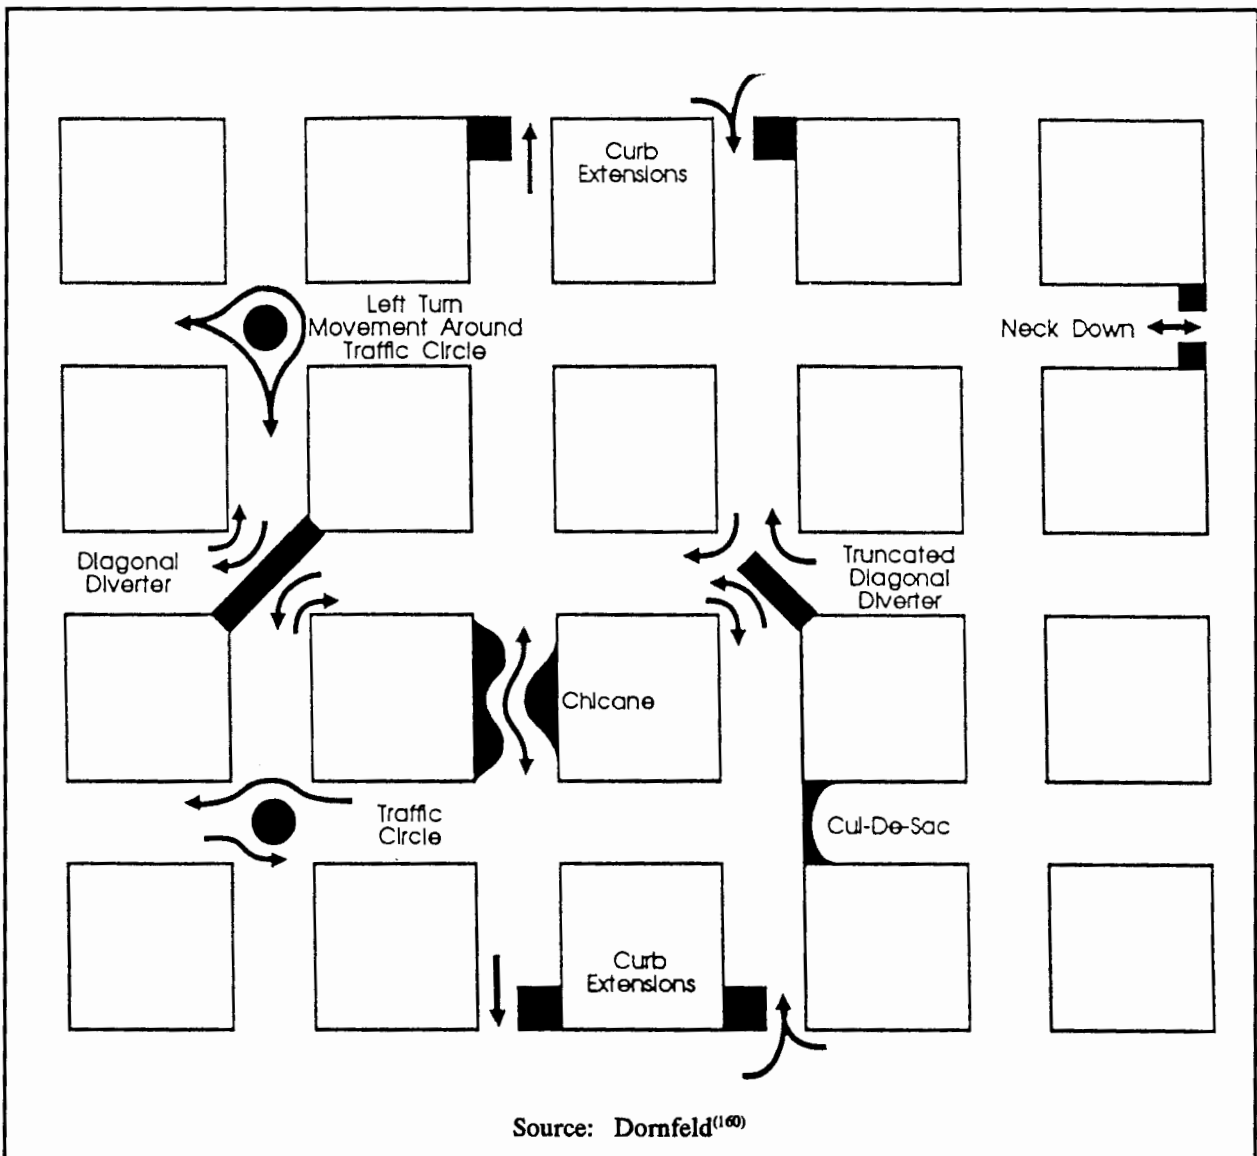 Curb
Extensions
Left Turn
Movement Around
Traffic Circle
Neck Down
Diagonal
Diverter
Truncated
Diagonal
Diverter
Chicane
Traffic
Circle
Cul-De-Sac
Curb
Extensions
Source: Dornfeld(160)